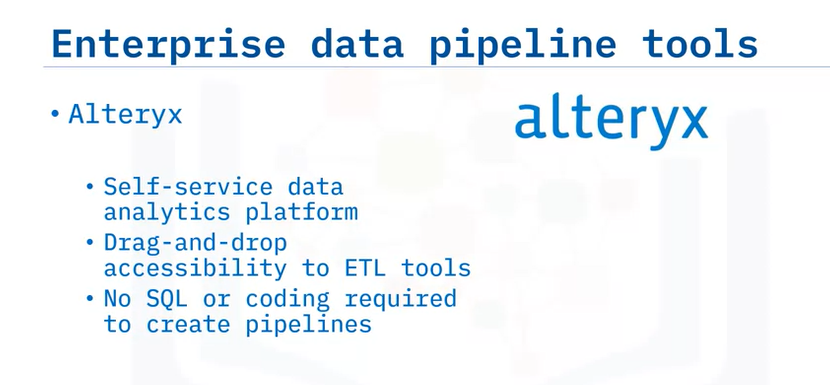 Enterprise data pipeline tools
• Alteryx
alteryx
• Self-service data
analytics platform
• Drag-and-drop
accessibility to ETL tools
• No SQL or coding required
to create pipelines